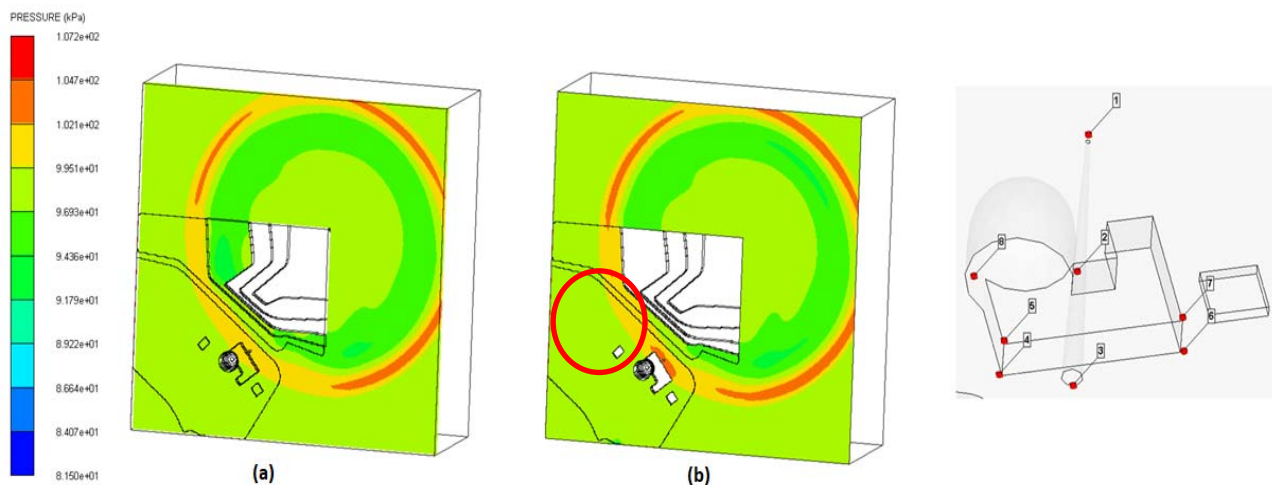 PRESSURE (kPa)
1.072e+02
1.047e+02
1.021e+02
9.951e+01
9.693e+01
9.436e+01
9.179e+01
8.922e+01
8.664e+01
8.407e+01
8.150e+01
(a)
(b)
1
2
8
7
5
6
4
3